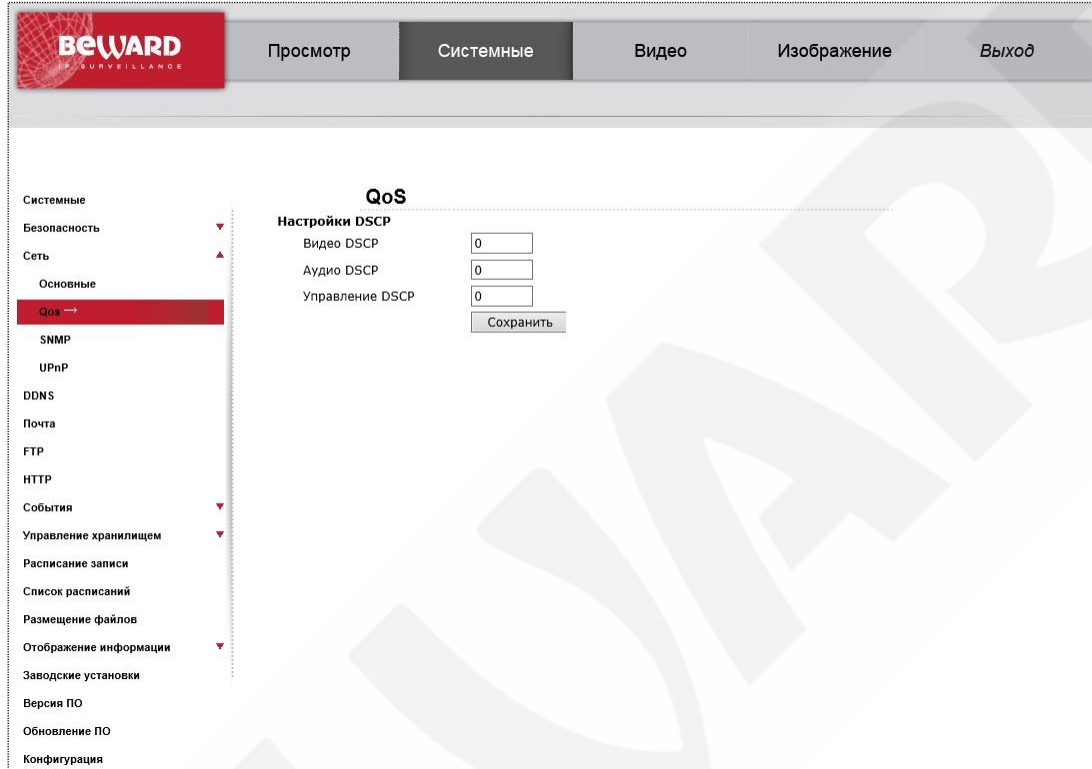 BEWARD
IP SURVEILLANCE
Просмотр
Системные
Видео
Изображение
Выход
Системные
Безопасность
Сеть
Основные
Qos →
SNMP
UPnP
DDNS
Почта
FTP
HTTP
События
Управление хранилищем
Расписание записи
Список расписаний
Размещение файлов
Отображение информации
Заводские установки
Версия ПО
Обновление ПО
Конфигурация
QoS
Настройки DSCP
Видео DSCP 0
Аудио DSCP 0
Управление DSCP 0
Сохранить